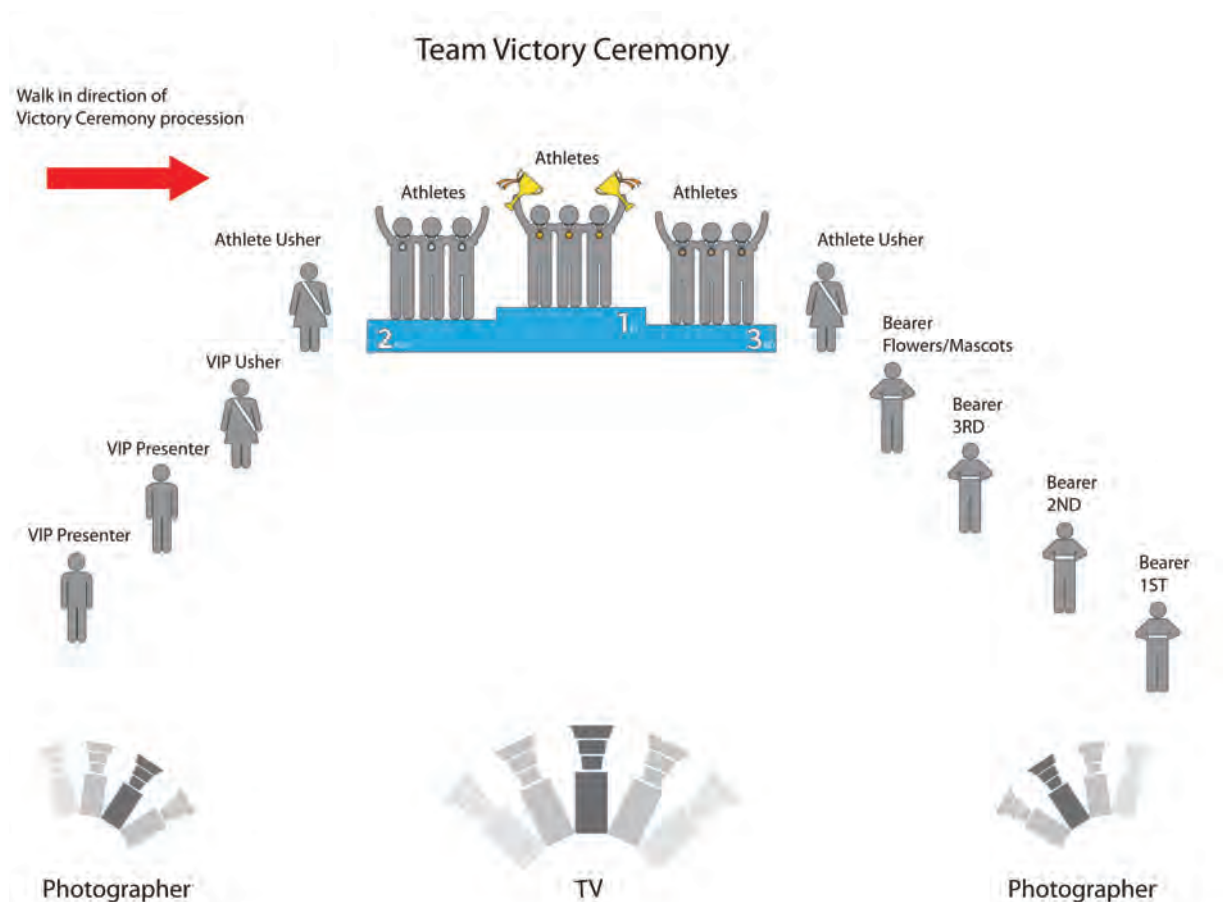 Team Victory Ceremony
Walk in direction of
Victory Ceremony procession
Athletes
Athletes
Athletes
Athlete Usher
Athlete Usher
2
1
3
Bearer
Flowers/Mascots
VIP Usher
Bearer
3RD
VIP Presenter
Bearer
2ND
VIP Presenter
Bearer
1ST
Photographer
TV
Photographer